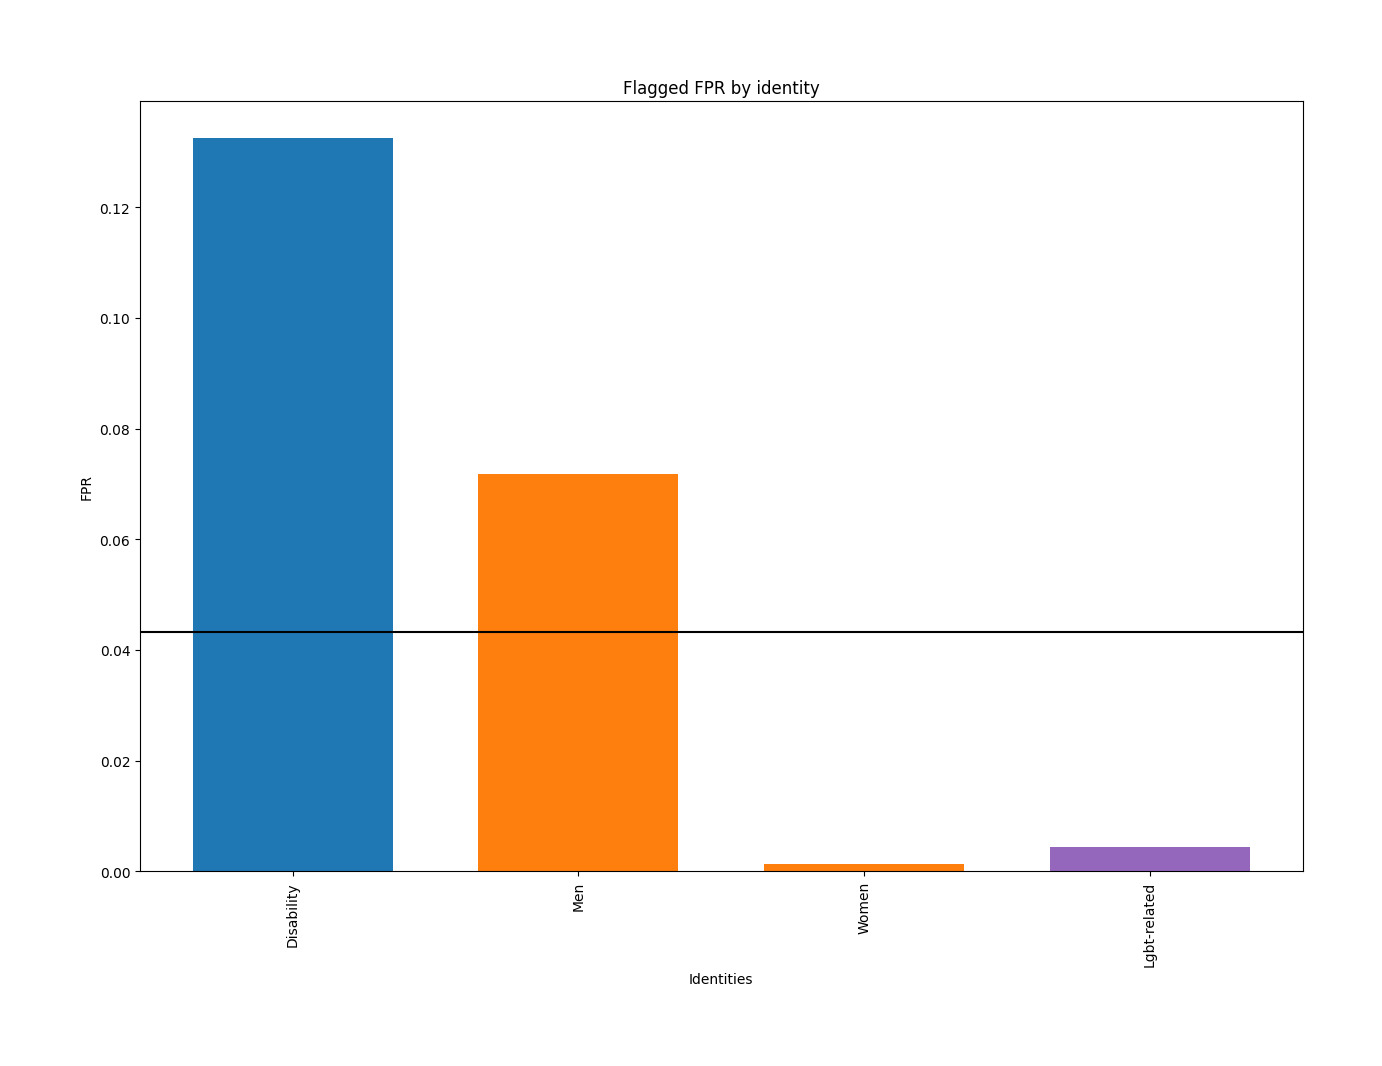 Flagged FPR by identity
0.12
0.10
0.08
0.06
0.04
0.02
0.00
FPR
Disability
Men
Women
Lgbt-related
Identities